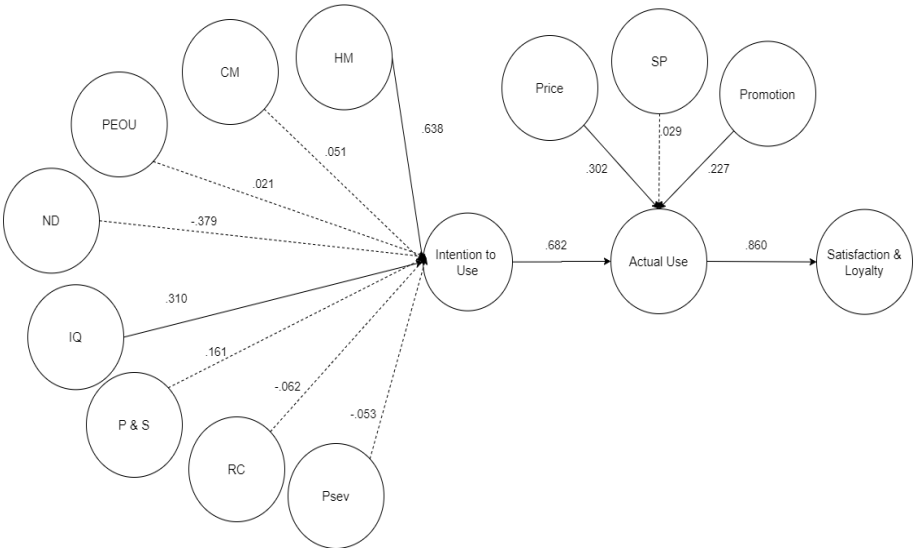 HM
CM
SP
Price
Promotion
PEOU
.638
.029
.051
.302
.227
.021
ND
-.379
Intention to
Use
.682
Actual Use
.860
Satisfaction &
Loyalty
.310
IQ
.161
-.062
-.053
P & S
RC
Psev